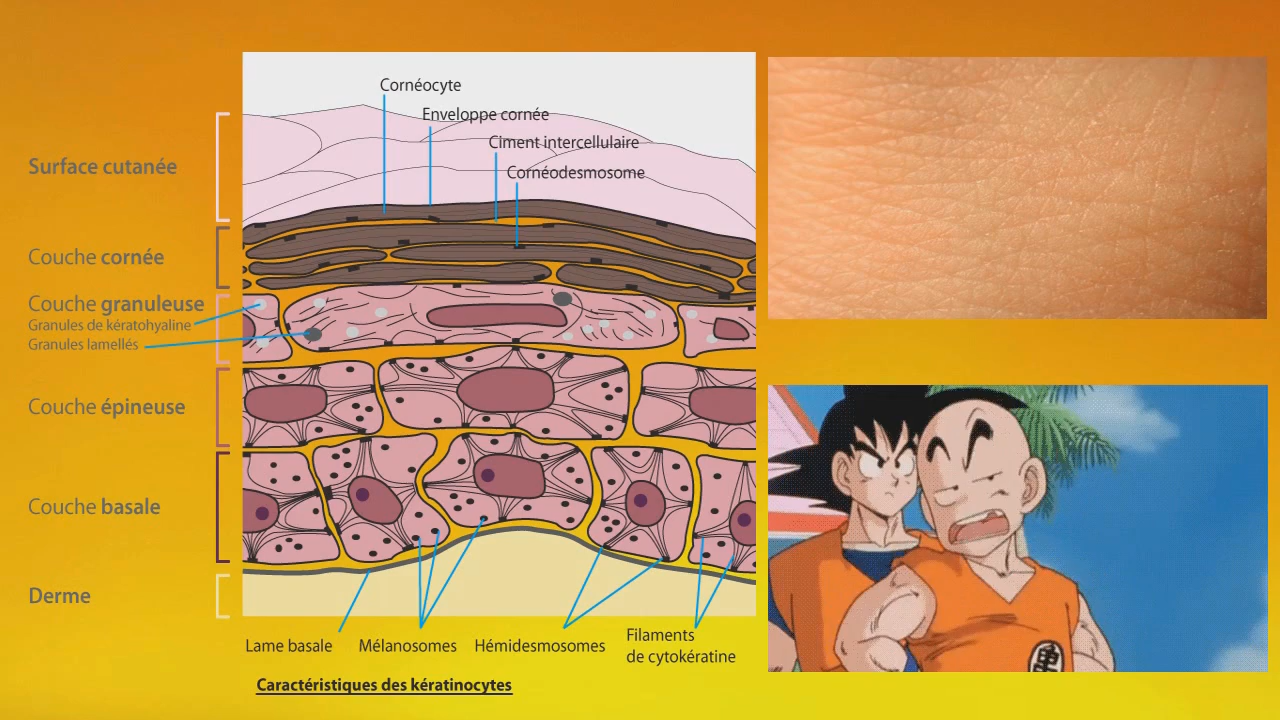 Cornéocyte
Enveloppe cornée
Ciment intercellulaire
Cornéodesmosome
Surface cutanée
Couche cornée
Couche granuleuse
Granules de kératohyaline
Granules lamellés
Couche épineuse
Couche basale
Derme
Lame basale
Mélanosomes
Hémidesmosomes
Filaments
de cytokératine
Caractéristiques des kératinocytes
亀